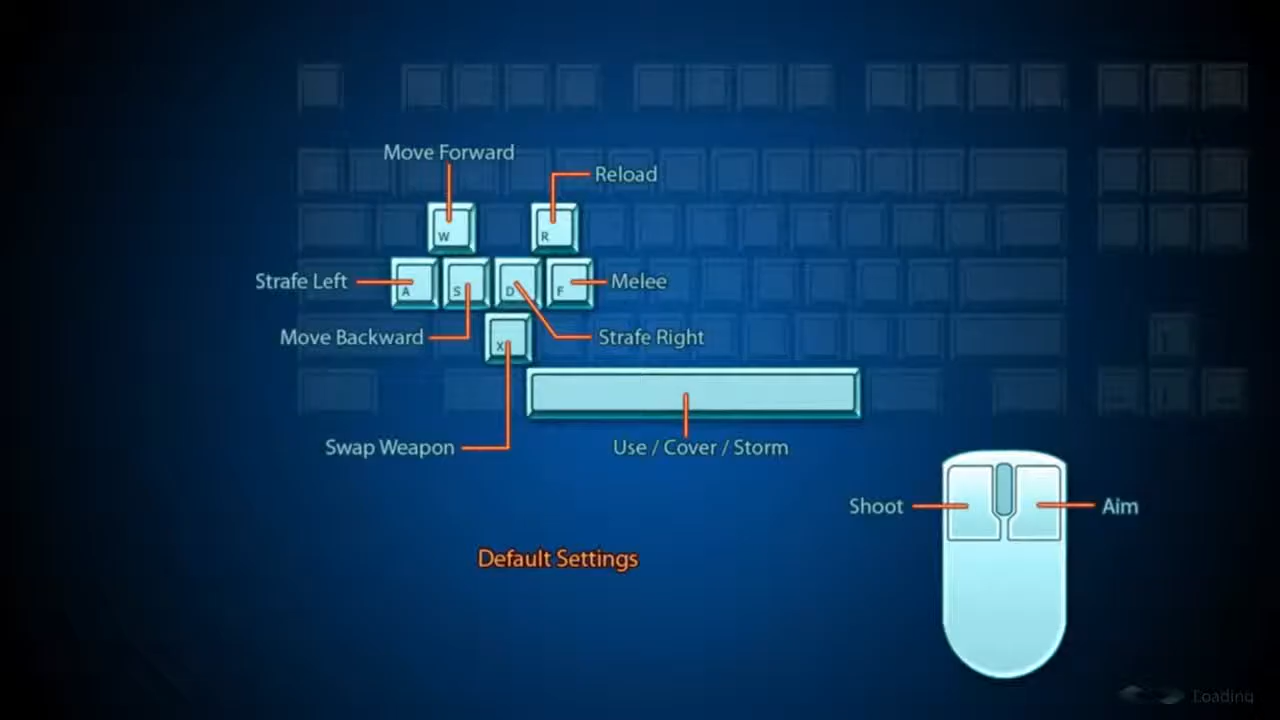 Move Forward
Reload
W
R
Strafe Left
A
S
D
F
Melee
Move Backward
X
Strafe Right
Swap Weapon
Use / Cover / Storm
Shoot
Aim
Default Settings
Loading